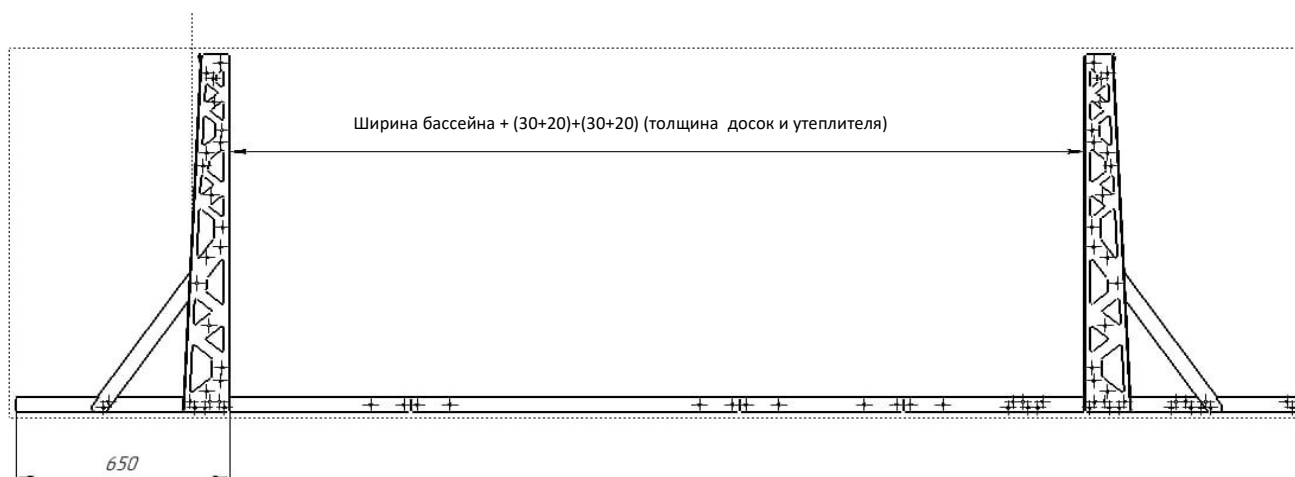 Ширина бассейна + (30+20)+(30+20) (толщина  досок и утеплителя)
650